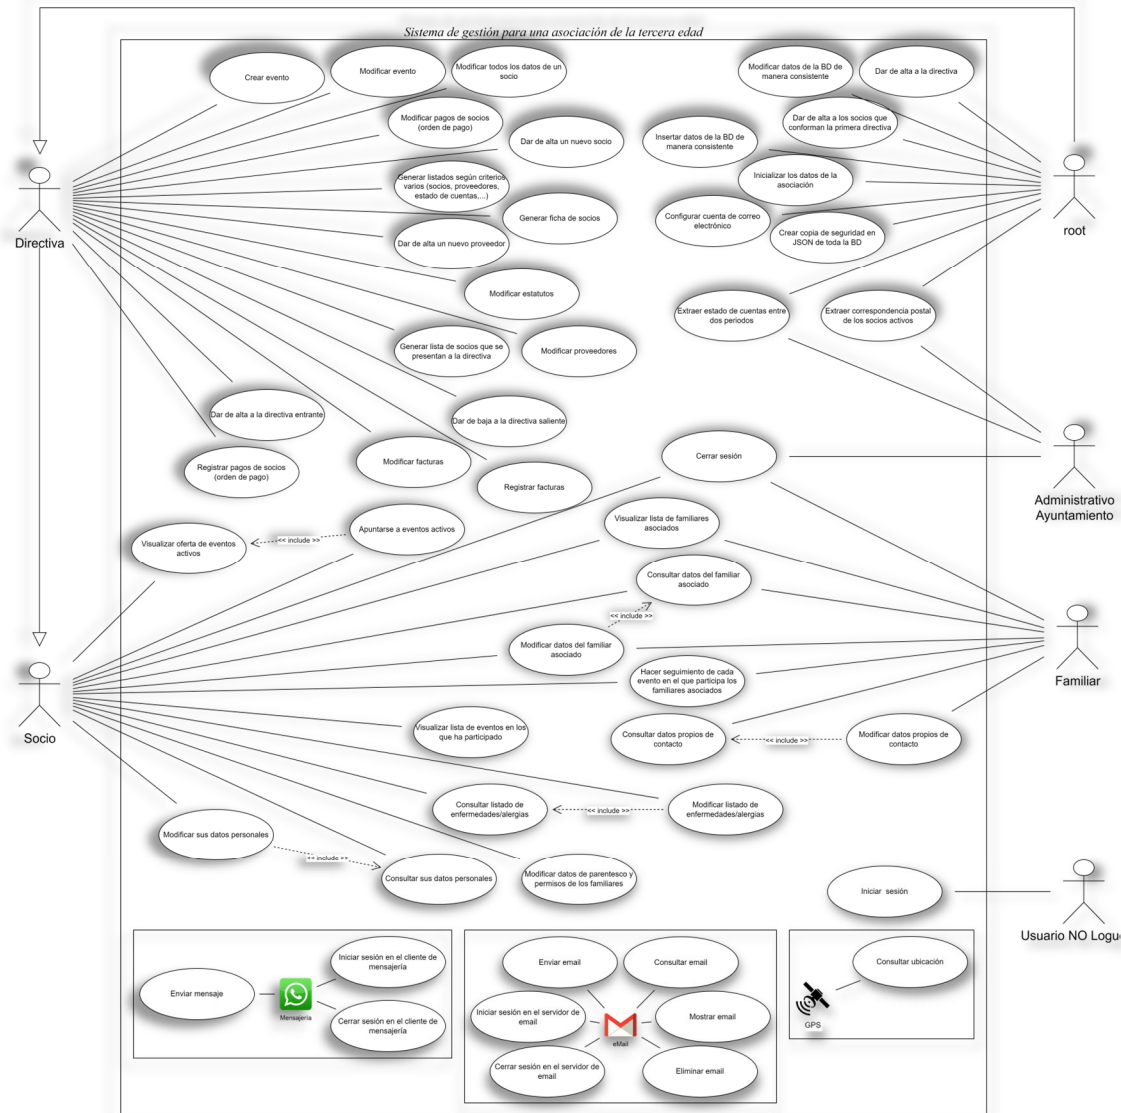 Sistema de gestión para una asociación de la tercera edad
Crear evento
Modificar evento
Modificar todos los datos de un
socio
Modificar datos de la BD de
manera consistente
Dar de alta a la directiva
Modificar pagos de socios
(orden de pago)
Dar de alta un nuevo socio
Insertar datos de la BD de
manera consistente
Dar de alta a los socios que
conforman la primera directiva
Generar listados según criterios
varios (socios, proveedores,
estado de cuentas,...)
Inicializar los datos de la
asociación
Directiva
root
Generar ficha de socios
Configurar cuenta de correo
electrónico
Dar de alta un nuevo proveedor
Crear copia de seguridad en
JSON de toda la BD
Modificar estatutos
Extraer estado de cuentas entre
dos periodos
Extraer correspondencia postal
de los socios activos
Generar lista de socios que se
presentan a la directiva
Modificar proveedores
Dar de alta a la directiva entrante
Dar de baja a la directiva saliente
Registrar pagos de socios
(orden de pago)
Modificar facturas
Cerrar sesión
Registrar facturas
Administrativo
Ayuntamiento
Apuntarse a eventos activos
<< include >>
Visualizar oferta de eventos
activos
Visualizar lista de familiares
asociados
Consultar datos del familiar
asociado
<< include >>
Modificar datos del familiar
asociado
Hacer seguimiento de cada
evento en el que participa los
familiares asociados
Familiar
Socio
Visualizar lista de eventos en los
que ha participado
Consultar datos propios de
contacto
<< include >>
Modificar datos propios de
contacto
Consultar listado de
enfermedades/alergias
<< include >>
Modificar listado de
enfermedades/alergias
Modificar sus datos personales
<< include >>
Consultar sus datos personales
Modificar datos de parentesco y
permisos de los familiares
Iniciar sesión
Usuario NO Logue
Enviar mensaje
Mensajería
Iniciar sesión en el cliente de
mensajería
Cerrar sesión en el cliente de
mensajería
Enviar email
Consultar email
Iniciar sesión en el servidor de
email
eMail
Mostrar email
Cerrar sesión en el servidor de
email
Eliminar email
Consultar ubicación
GPS